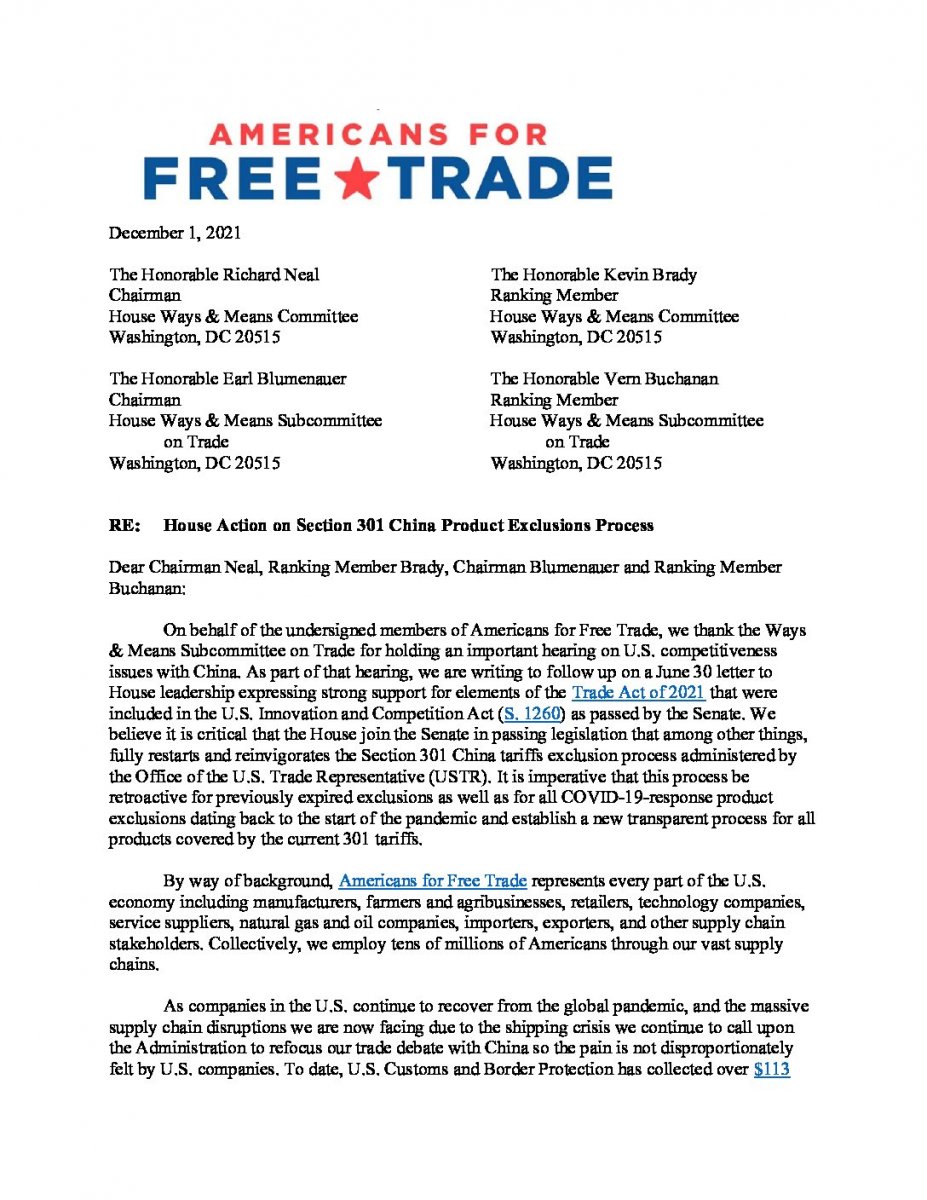 AMERICANS FOR
FREE TRADE
December 1, 2021
The Honorable Richard Neal
Chairman
House Ways & Means Committee
Washington, DC 20515
The Honorable Kevin Brady
Ranking Member
House Ways & Means Committee
Washington, DC 20515
The Honorable Earl Blumenauer
Chairman
House Ways & Means Subcommittee
on Trade
Washington, DC 20515
The Honorable Vern Buchanan
Ranking Member
House Ways & Means Subcommittee
on Trade
Washington, DC 20515
RE: House Action on Section 301 China Product Exclusions Process
Dear Chairman Neal, Ranking Member Brady, Chairman Blumenauer and Ranking Member
Buchanan:
On behalf of the undersigned members of Americans for Free Trade, we thank the Ways
& Means Subcommittee on Trade for holding an important hearing on U.S. competitiveness
issues with China. As part of that hearing, we are writing to follow up on a June 30 letter to
House leadership expressing strong support for elements of the Trade Act of 2021 that were
included in the U.S. Innovation and Competition Act (S. 1260) as passed by the Senate. We
believe it is critical that the House join the Senate in passing legislation that among other things,
fully restarts and reinvigorates the Section 301 China tariffs exclusion process administered by
the Office of the U.S. Trade Representative (USTR). It is imperative that this process be
retroactive for previously expired exclusions as well as for all COVID-19-response product
exclusions dating back to the start of the pandemic and establish a new transparent process for all
products covered by the current 301 tariffs.
By way of background, Americans for Free Trade represents every part of the U.S.
economy including manufacturers, farmers and agribusinesses, retailers, technology companies,
service suppliers, natural gas and oil companies, importers, exporters, and other supply chain
stakeholders. Collectively, we employ tens of millions of Americans through our vast supply
chains.
As companies in the U.S. continue to recover from the global pandemic, and the massive
supply chain disruptions we are now facing due to the shipping crisis we continue to call upon
the Administration to refocus our trade debate with China so the pain is not disproportionately
felt by U.S. companies. To date, U.S. Customs and Border Protection has collected over $113